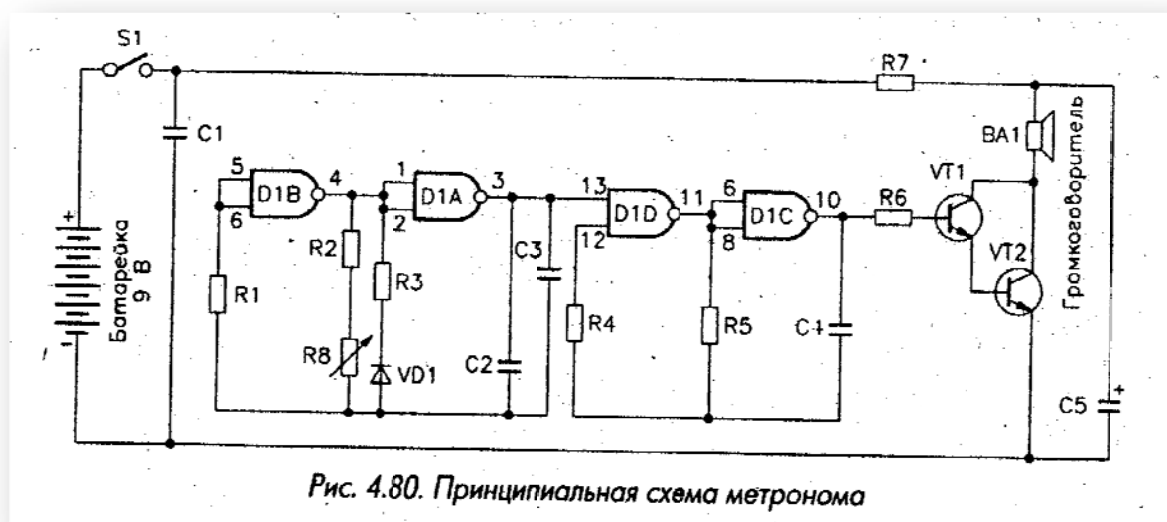 S1
R7
C1
Громкоговоритель
BA1
5
D1B
4
6
1
D1A
3
2
13
D1D
11
12
6
D1C
10
8
R6
VT1
VT2
+
Батарейка
9 В
-
R1
R2
R3
C3
R4
R5
C4
R8
VD1
C2
C5
+
Рис. 4.80. Принципиальная схема метронома